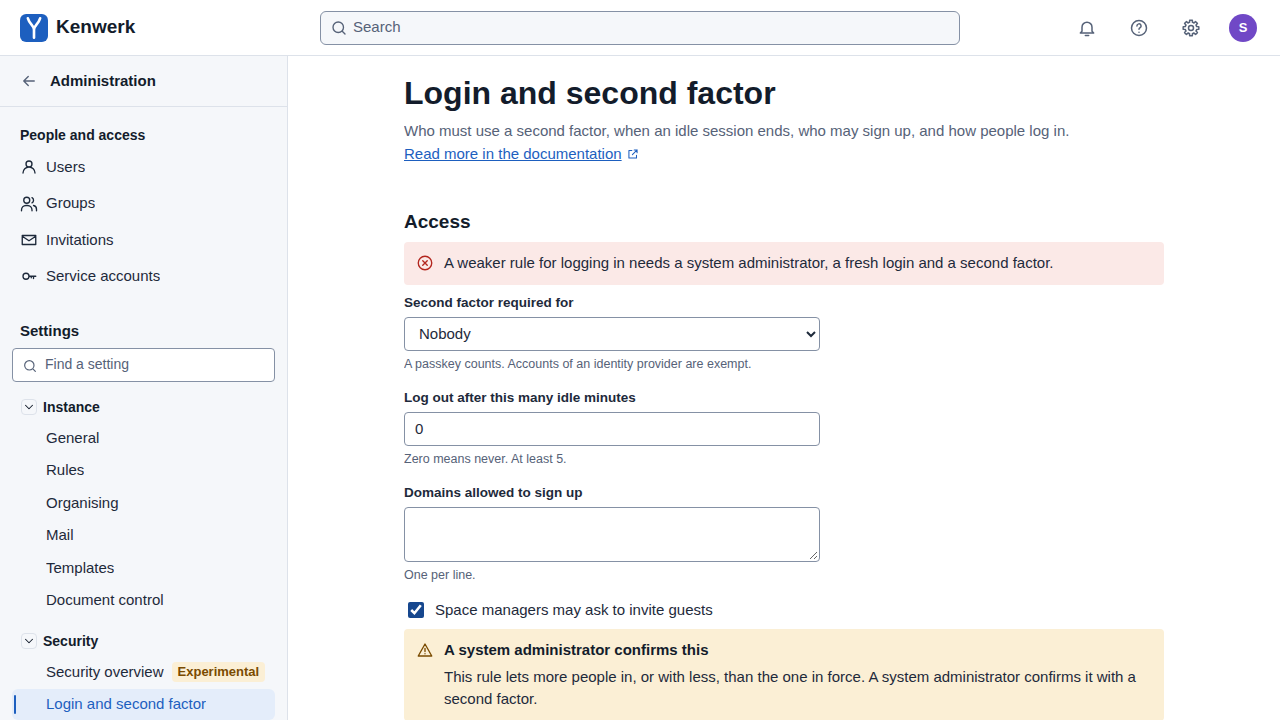 Kenwerk
Search
S
Administration
People and access
Users
Groups
Invitations
Service accounts
Settings
Find a setting
Instance
General
Rules
Organising
Mail
Templates
Document control
Security
Security overview Experimental
Login and second factor
Login and second factor
Who must use a second factor, when an idle session ends, who may sign up, and how people log in.
Read more in the documentation
Access
A weaker rule for logging in needs a system administrator, a fresh login and a second factor.
Second factor required for
Nobody
A passkey counts. Accounts of an identity provider are exempt.
Log out after this many idle minutes
0
Zero means never. At least 5.
Domains allowed to sign up
One per line.
Space managers may ask to invite guests
A system administrator confirms this
This rule lets more people in, or with less, than the one in force. A system administrator confirms it with a
second factor.